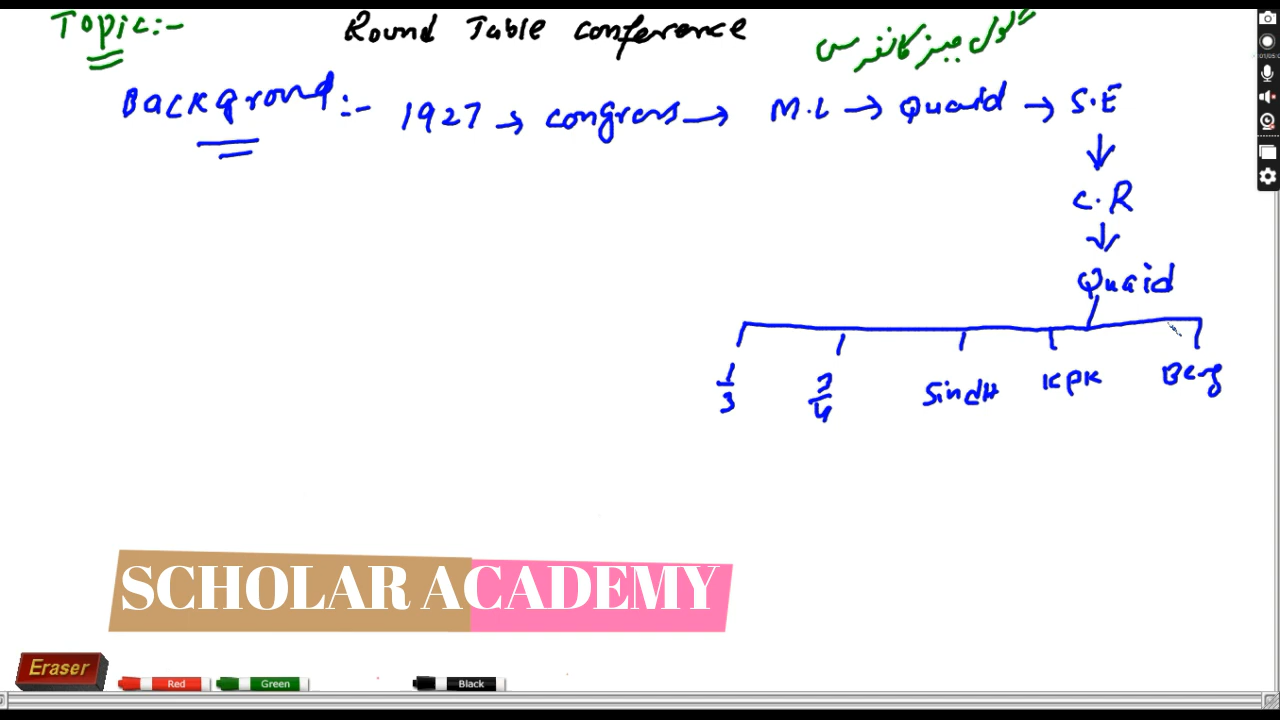 Topic:- Round Table conference گول میز کانفرنس
Background:- 1927 → congress → M.L → Quaid → S.E
↓
C.R
↓
Quaid
1/3 3/4 SindH KPK Beng
SCHOLAR ACADEMY
Eraser Red Green Black